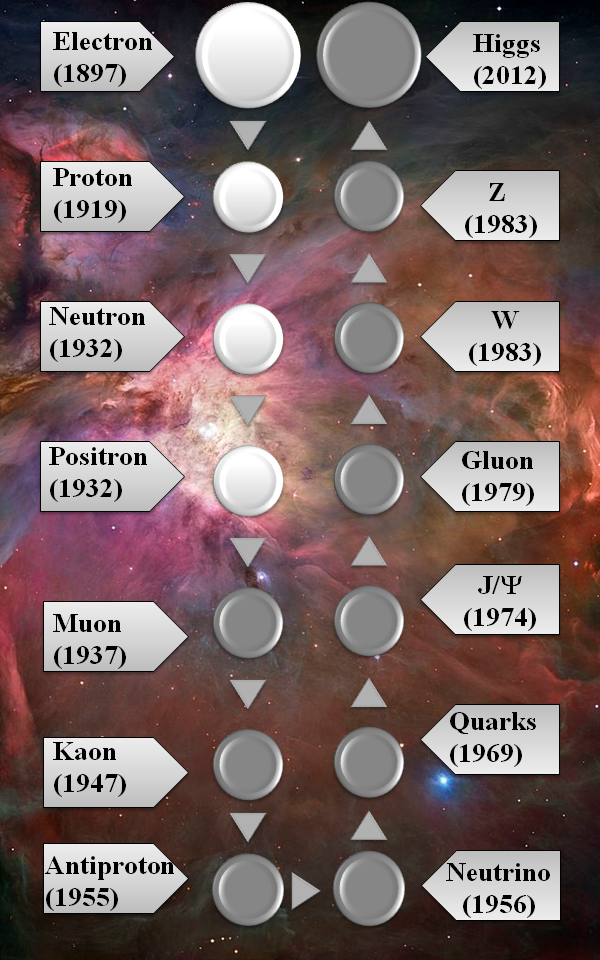 Electron
(1897)
Higgs
(2012)
Proton
(1919)
Z
(1983)
Neutron
(1932)
W
(1983)
Positron
(1932)
Gluon
(1979)
Muon
(1937)
J/Ψ
(1974)
Kaon
(1947)
Quarks
(1969)
Antiproton
(1955)
Neutrino
(1956)